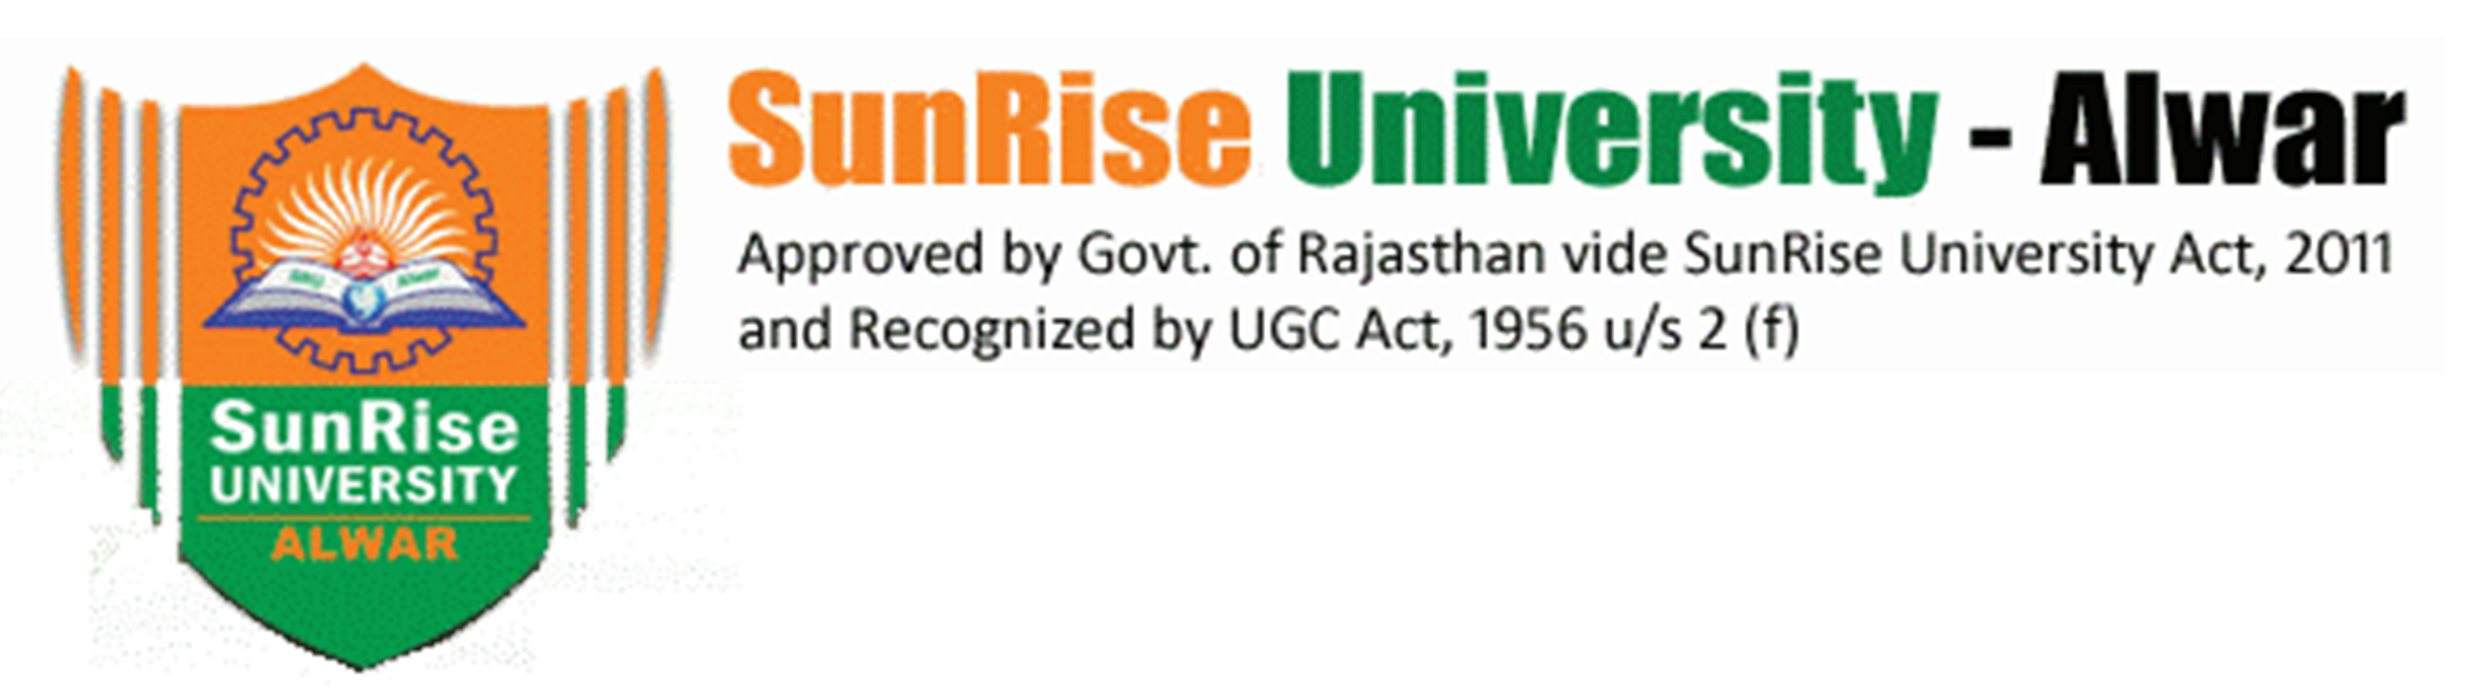 SunRise University - Alwar
Approved by Govt. of Rajasthan vide SunRise University Act, 2011
and Recognized by UGC Act, 1956 u/s 2 (f)
SunRise
UNIVERSITY
ALWAR